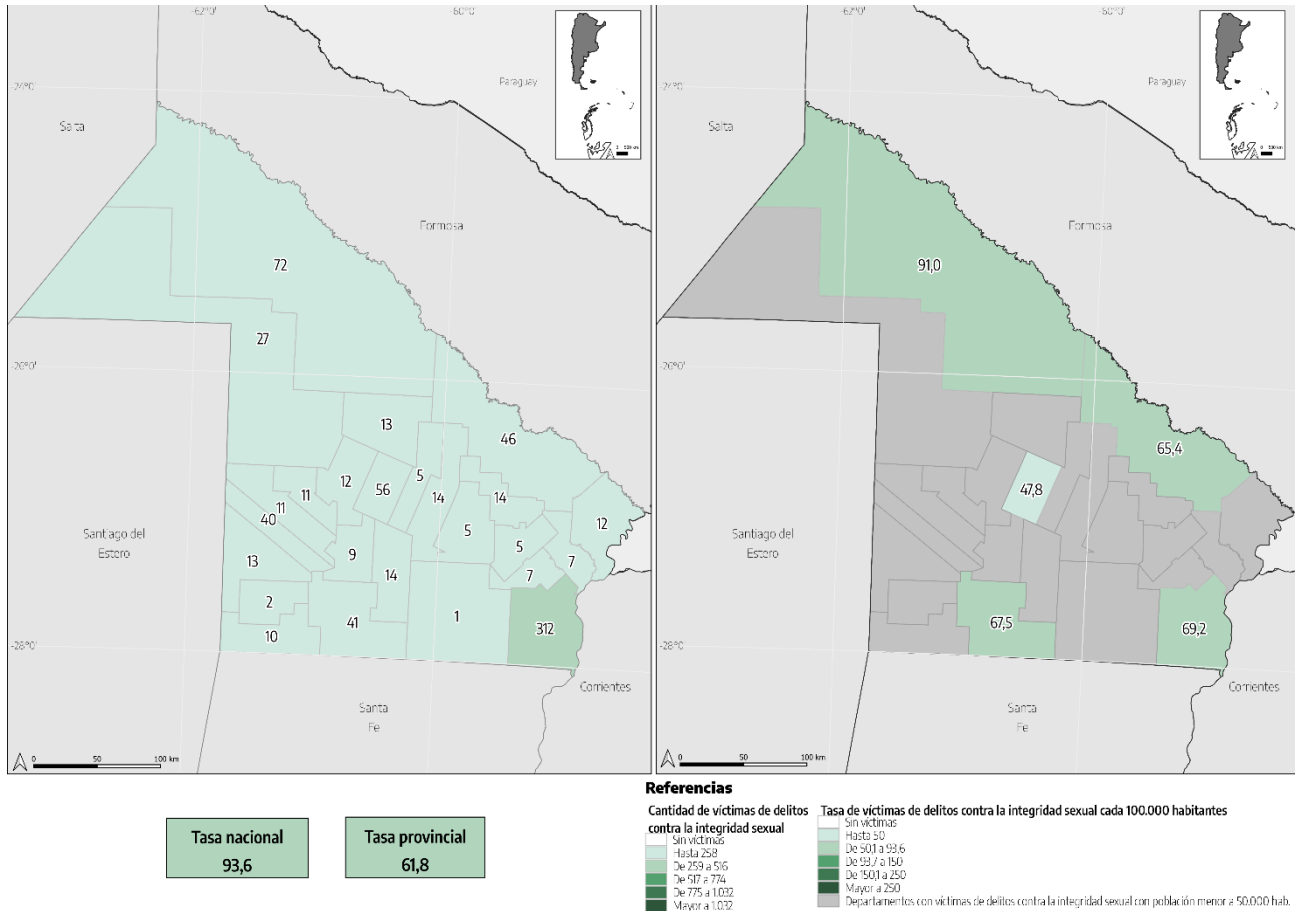 -62°0'
-60°0'
-24°0'
Paraguay
Salta
Formosa
72
27
-26°0'
13
46
12
56
5
14
14
11
11
40
12
5
5
9
7
7
13
14
2
41
1
312
10
Santiago del
Estero
-28°0'
Corrientes
Santa
Fe
0 50 100 km
-62°0'
-60°0'
-24°0'
Paraguay
Salta
Formosa
91,0
-26°0'
65,4
47,8
67,5
69,2
Santiago del
Estero
-28°0'
Corrientes
Santa
Fe
0 50 100 km
Tasa nacional
93,6
Tasa provincial
61,8
Referencias
Cantidad de víctimas de delitos
contra la integridad sexual
Sin víctimas
Hasta 258
De 259 a 516
De 517 a 774
De 775 a 1.032
Mayor a 1.032
Tasa de víctimas de delitos contra la integridad sexual cada 100.000 habitantes
Sin víctimas
Hasta 50
De 50,1 a 93,6
De 93,7 a 150
De 150,1 a 250
Mayor a 250
Departamentos con víctimas de delitos contra la integridad sexual con población menor a 50.000 hab.